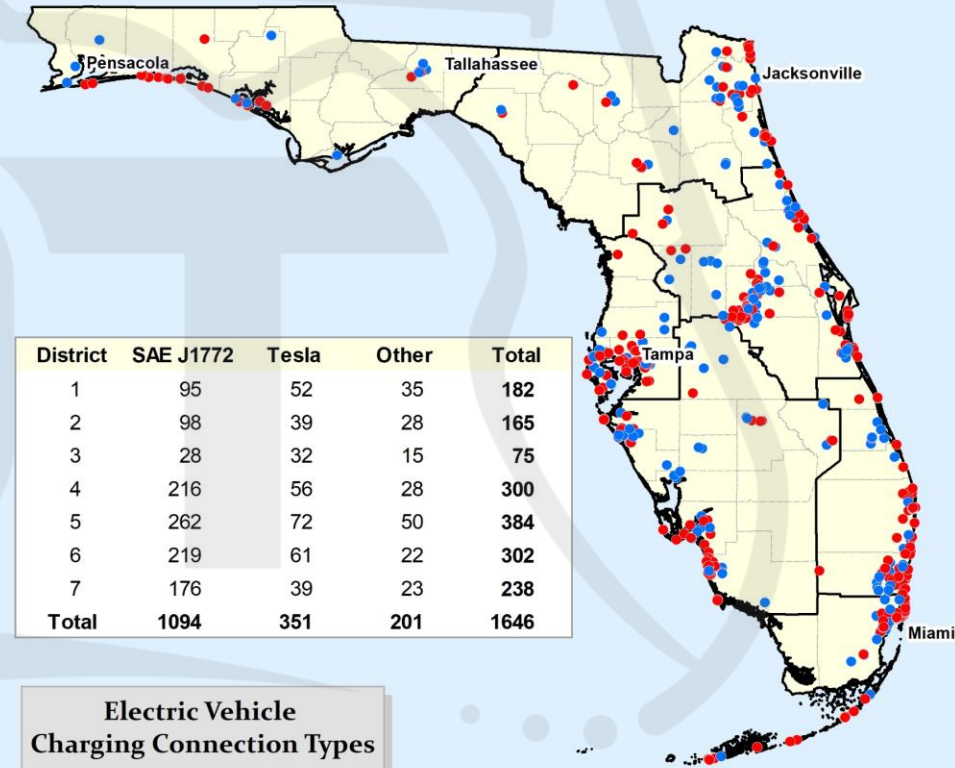 Pensacola
Tallahassee
Jacksonville
District SAE J1772 Tesla Other Total
1 95 52 35 182
2 98 39 28 165
3 28 32 15 75
4 216 56 28 300
5 262 72 50 384
6 219 61 22 302
7 176 39 23 238
Total 1094 351 201 1646
Tampa
Miami
Electric Vehicle
Charging Connection Types